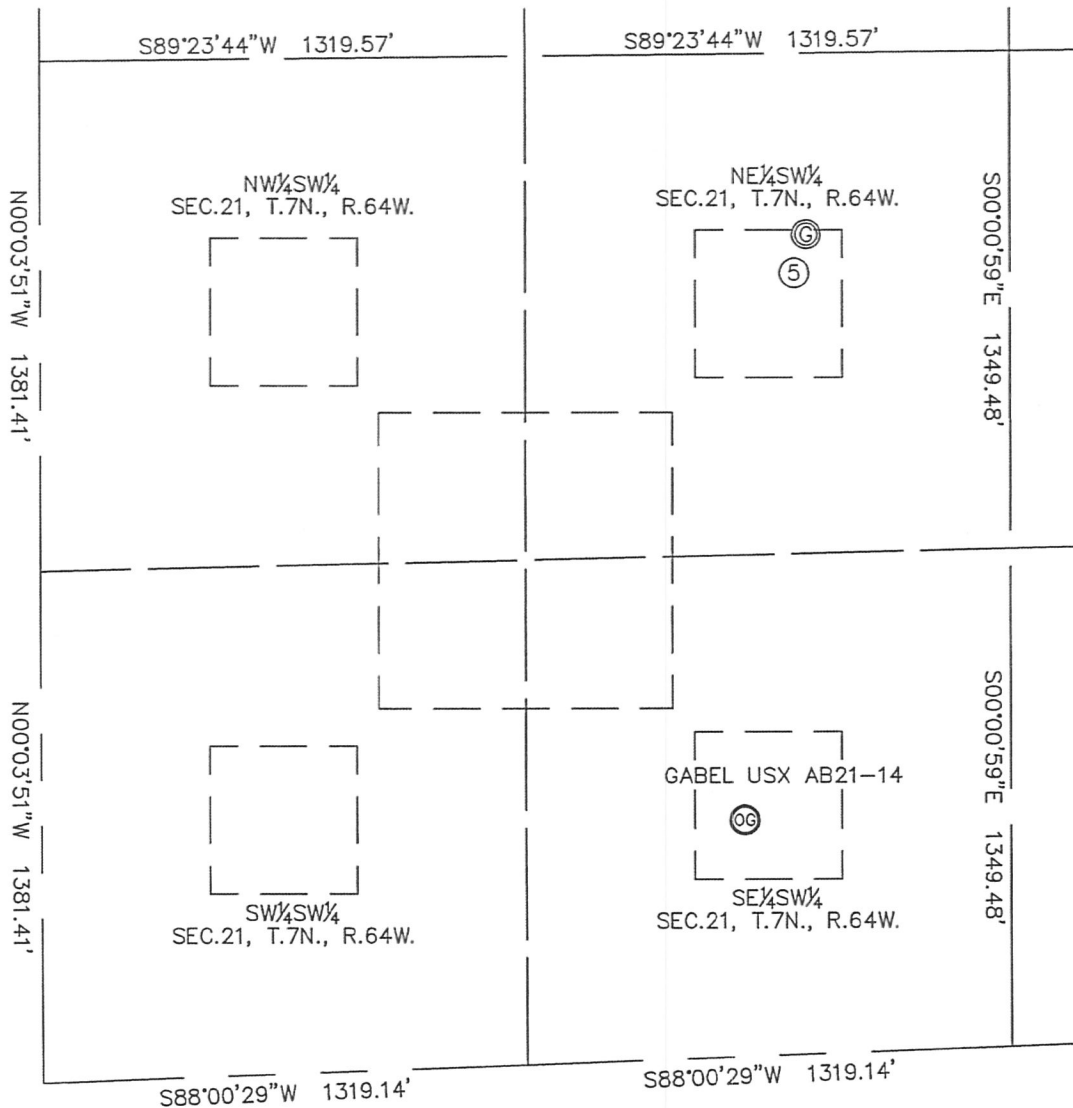 S89°23'44"W 1319.57'
S89°23'44"W 1319.57'
NW¼SW¼
SEC.21, T.7N., R.64W.
NE¼SW¼
SEC.21, T.7N., R.64W.
G
5
N00°03'51"W 1381.41'
S00°00'59"E 1349.48'
N00°03'51"W 1381.41'
S00°00'59"E 1349.48'
GABEL USX AB21-14
OG
SW¼SW¼
SEC.21, T.7N., R.64W.
SE¼SW¼
SEC.21, T.7N., R.64W.
S88°00'29"W 1319.14'
S88°00'29"W 1319.14'